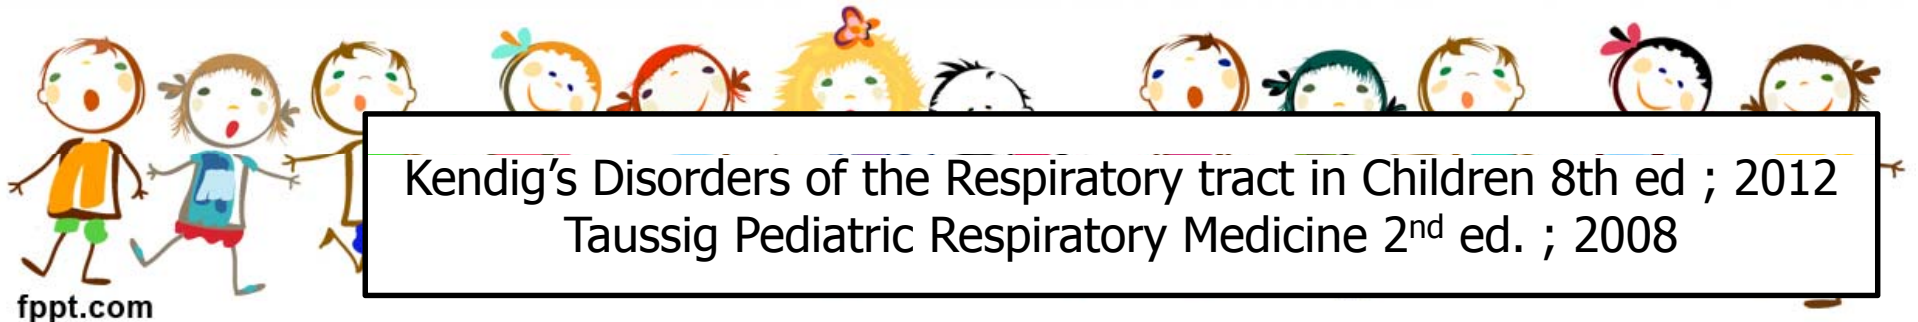 Kendig’s Disorders of the Respiratory tract in Children 8th ed ; 2012
Taussig Pediatric Respiratory Medicine 2nd ed. ; 2008
fppt.com